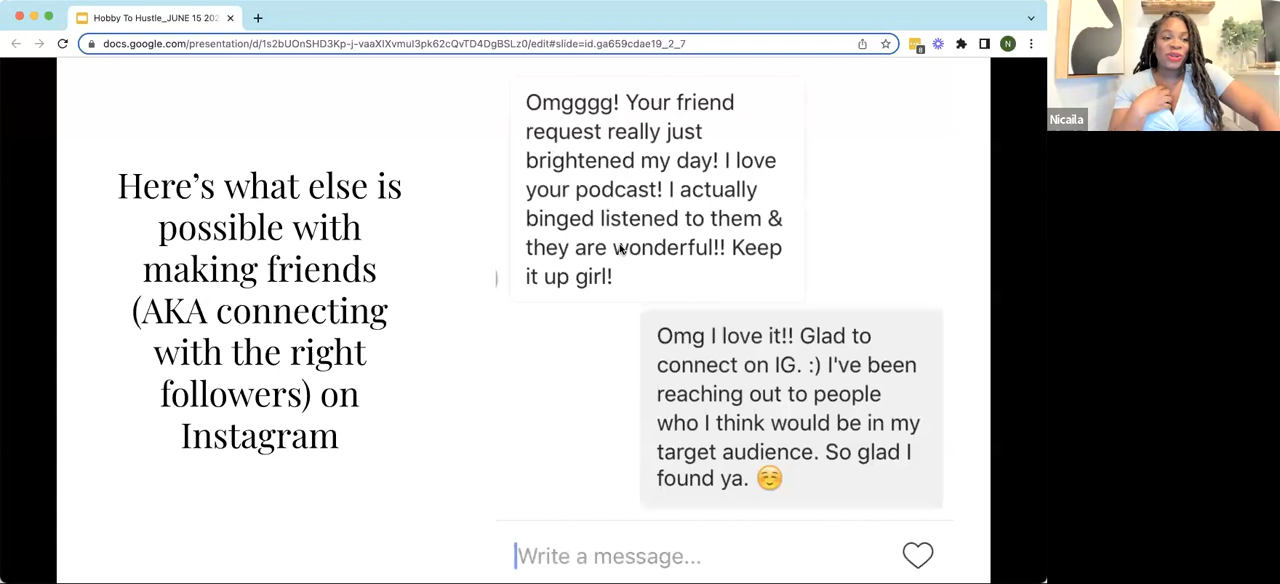 Hobby To Hustle_JUNE 15 202
docs.google.com/presentation/d/1s2bUOnSHD3Kp-j-vaaXIXvmuI3pk62cQvTD4DgBSLz0/edit#slide=id.ga659cdae19_2_7
8
N
Nicaila
Here's what else is
possible with
making friends
(AKA connecting
with the right
followers) on
Instagram
Omgggg! Your friend
request really just
brightened my day! I love
your podcast! I actually
binged listened to them &
they are wonderful!! Keep
it up girl!
Omg I love it!! Glad to
connect on IG. :) I've been
reaching out to people
who I think would be in my
target audience. So glad I
found ya. ☺️
Write a message...